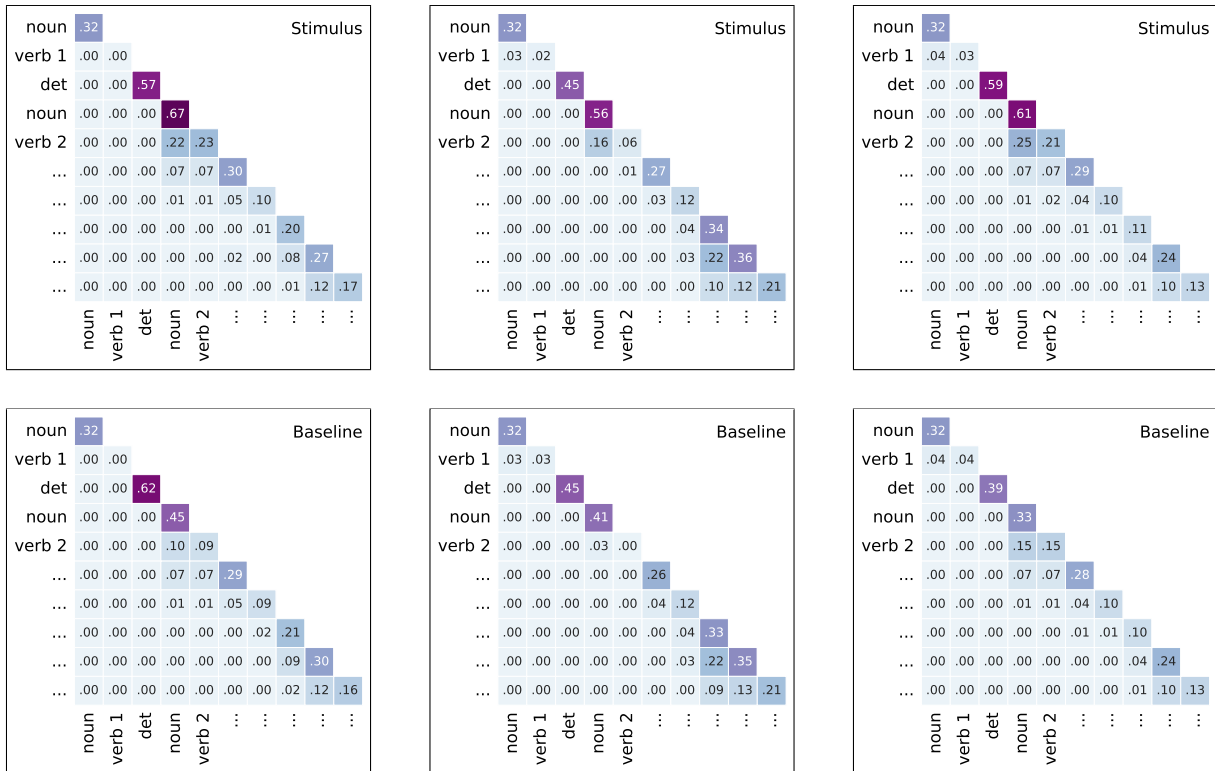 noun .32 Stimulus
verb 1 .00 .00
det .00 .00 .57
noun .00 .00 .00 .67
verb 2 .00 .00 .00 .22 .23
... .00 .00 .00 .07 .07 .30
... .00 .00 .00 .01 .01 .05 .10
... .00 .00 .00 .00 .00 .00 .01 .20
... .00 .00 .00 .00 .00 .02 .00 .08 .27
... .00 .00 .00 .00 .00 .00 .00 .01 .12 .17
noun verb 1 det noun verb 2 ... ... ... ... ...
noun .32 Stimulus
verb 1 .03 .02
det .00 .00 .45
noun .00 .00 .00 .56
verb 2 .00 .00 .00 .16 .06
... .00 .00 .00 .00 .01 .27
... .00 .00 .00 .00 .00 .03 .12
... .00 .00 .00 .00 .00 .00 .04 .34
... .00 .00 .00 .00 .00 .00 .03 .22 .36
... .00 .00 .00 .00 .00 .00 .00 .10 .12 .21
noun verb 1 det noun verb 2 ... ... ... ... ...
noun .32 Stimulus
verb 1 .04 .03
det .00 .00 .59
noun .00 .00 .00 .61
verb 2 .00 .00 .00 .25 .21
... .00 .00 .00 .07 .07 .29
... .00 .00 .00 .01 .02 .04 .10
... .00 .00 .00 .00 .00 .01 .01 .11
... .00 .00 .00 .00 .00 .00 .00 .04 .24
... .00 .00 .00 .00 .00 .00 .00 .01 .10 .13
noun verb 1 det noun verb 2 ... ... ... ... ...
noun .32 Baseline
verb 1 .00 .00
det .00 .00 .62
noun .00 .00 .00 .45
verb 2 .00 .00 .00 .10 .09
... .00 .00 .00 .07 .07 .29
... .00 .00 .00 .01 .01 .05 .09
... .00 .00 .00 .00 .00 .00 .02 .21
... .00 .00 .00 .00 .00 .00 .00 .09 .30
... .00 .00 .00 .00 .00 .00 .00 .02 .12 .16
noun verb 1 det noun verb 2 ... ... ... ... ...
noun .32 Baseline
verb 1 .03 .03
det .00 .00 .45
noun .00 .00 .00 .41
verb 2 .00 .00 .00 .03 .00
... .00 .00 .00 .00 .00 .26
... .00 .00 .00 .00 .00 .04 .12
... .00 .00 .00 .00 .00 .00 .04 .33
... .00 .00 .00 .00 .00 .00 .03 .22 .35
... .00 .00 .00 .00 .00 .00 .00 .09 .13 .21
noun verb 1 det noun verb 2 ... ... ... ... ...
noun .32 Baseline
verb 1 .04 .04
det .00 .00 .39
noun .00 .00 .00 .33
verb 2 .00 .00 .00 .15 .15
... .00 .00 .00 .07 .07 .28
... .00 .00 .00 .01 .01 .04 .10
... .00 .00 .00 .00 .00 .01 .01 .10
... .00 .00 .00 .00 .00 .00 .00 .04 .24
... .00 .00 .00 .00 .00 .00 .00 .01 .10 .13
noun verb 1 det noun verb 2 ... ... ... ... ...